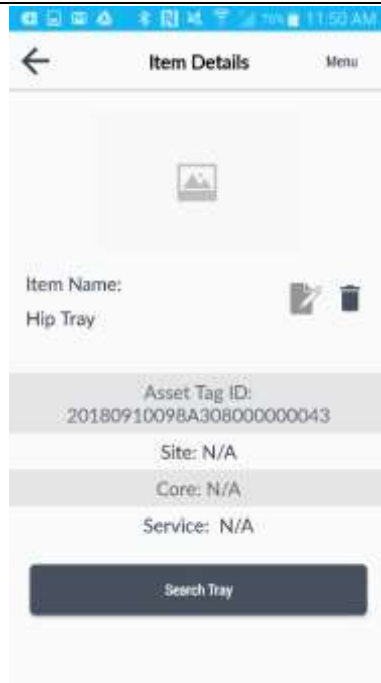 76% 11:50 AM
Item Details Menu
Item Name:
Hip Tray
Asset Tag ID:
20180910098A308000000043
Site: N/A
Core: N/A
Service: N/A
Search Tray